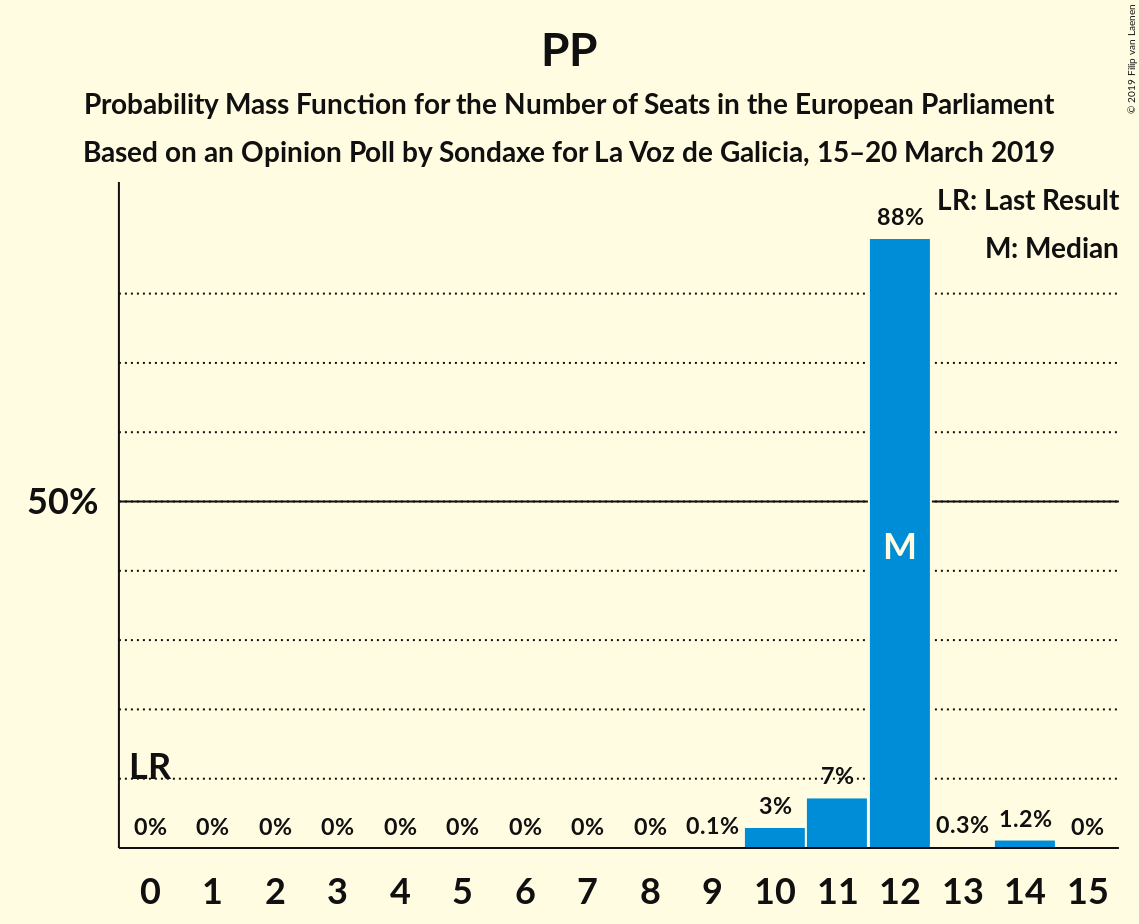 PP
Probability Mass Function for the Number of Seats in the European Parliament
Based on an Opinion Poll by Sondaxe for La Voz de Galicia, 15–20 March 2019
© 2019 Filip van Laenen
LR: Last Result
M: Median
88%
50%
M
LR
0% 0% 0% 0% 0% 0% 0% 0% 0% 0.1% 3% 7% 0.3% 1.2% 0%
0 1 2 3 4 5 6 7 8 9 10 11 12 13 14 15